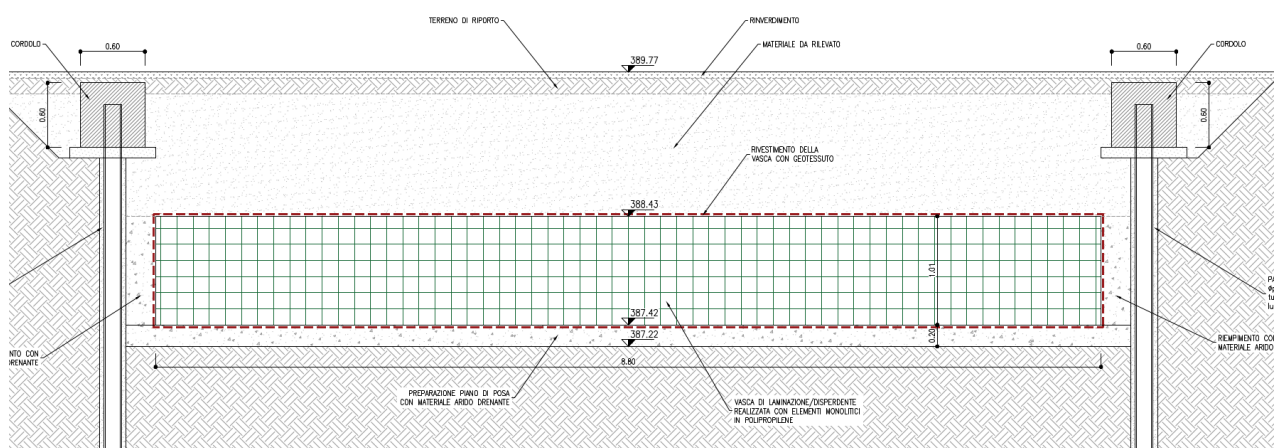 TERRENO DI RIPORTO
RINVERDIMENTO
CORDOLO
0.60
MATERIALE DA RILEVATO
0.60
CORDOLO
389.77
0.60
0.60
RIVESTIMENTO DELLA
VASCA CON GEOTESSUTO
388.43
1.01
387.42
387.22
0.20
8.80
NTO CON
DRENANTE
RIEMPIMENTO CO
MATERIALE ARIDO
PREPARAZIONE PIANO DI POSA
CON MATERIALE ARIDO DRENANTE
VASCA DI LAMINAZIONE/DISPERDENTE
REALIZZATA CON ELEMENTI MONOLITICI
IN POLIPROPILENE